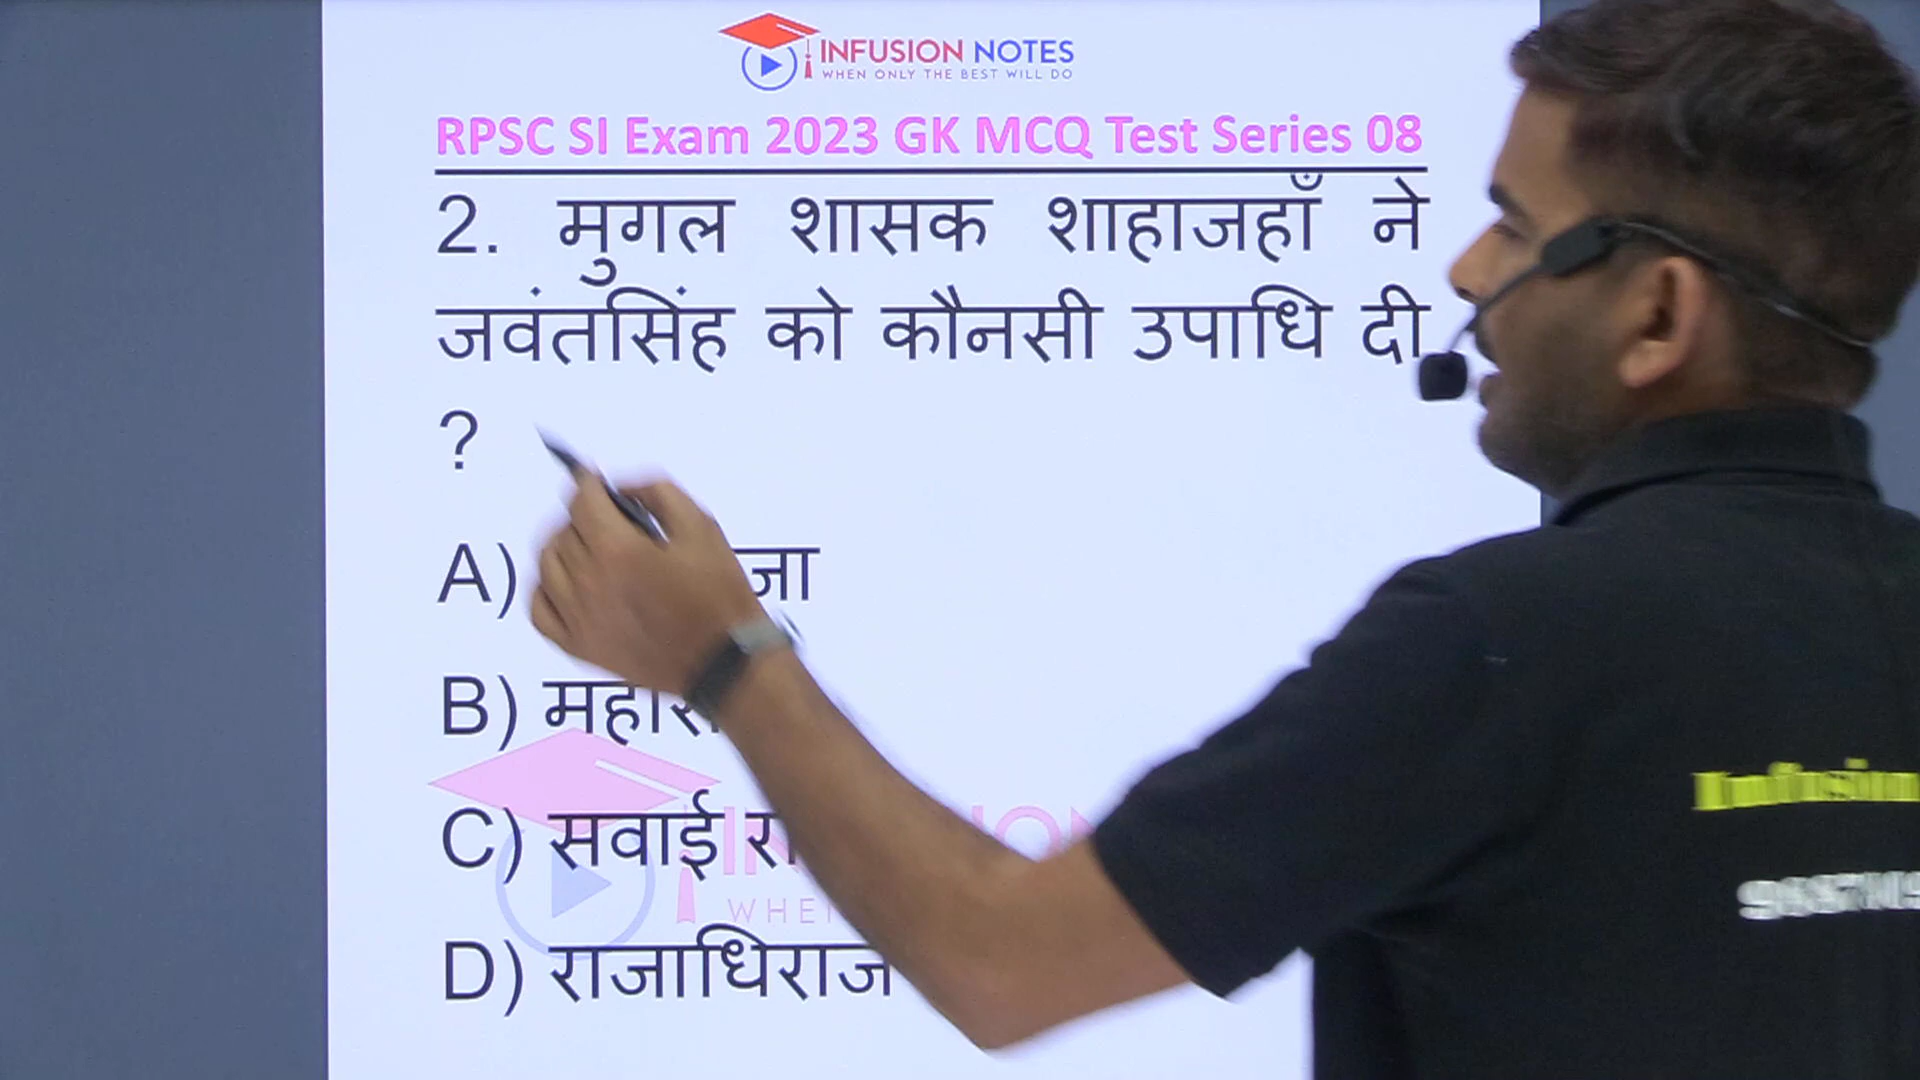 INFUSION NOTES
WHEN ONLY THE BEST WILL DO
RPSC SI Exam 2023 GK MCQ Test Series 08
2. मुगल शासक शाहाजहाँ ने
जवंतसिंह को कौनसी उपाधि दी
?
A)
B)
C) सवाई
WHEN
D) राजाधिराज